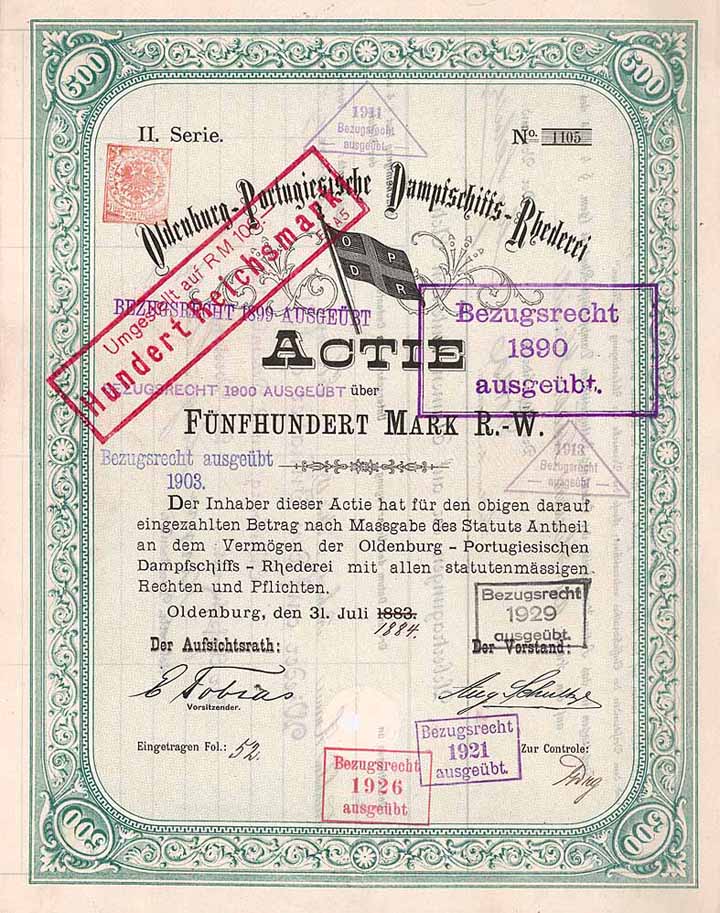 500
500
II. Serie.
1911
Bezugsrecht
ausgeübt.
No. 1105
Oldenburg-Portugiesische Dampfschiffs-Rhederei
O P
D R
Umgestellt auf RM 100.-
Hundert Reichsmark
BEZUGSRECHT 1899 AUSGEÜBT
ACTIE
Bezugsrecht
1890
ausgeübt.
BEZUGSRECHT 1900 AUSGEÜBT
über
FÜNFHUNDERT MARK R.-W.
Bezugsrecht ausgeübt
1903.
1913
Bezugsrecht
ausgeübt
Der Inhaber dieser Actie hat für den obigen darauf
eingezahlten Betrag nach Massgabe des Statuts Antheil
an dem Vermögen der Oldenburg-Portugiesischen
Dampfschiffs-Rhederei mit allen statutenmässigen
Rechten und Pflichten.
Oldenburg, den 31. Juli 1883.
1884.
Bezugsrecht
1929
ausgeübt.
Der Aufsichtsrath:
Der Vorstand:
E Tobias
Aug Schultze
Vorsitzender.
Eingetragen Fol.: 52.
Bezugsrecht
1921
ausgeübt.
Zur Controle:
Bezugsrecht
1926
ausgeübt
500
500